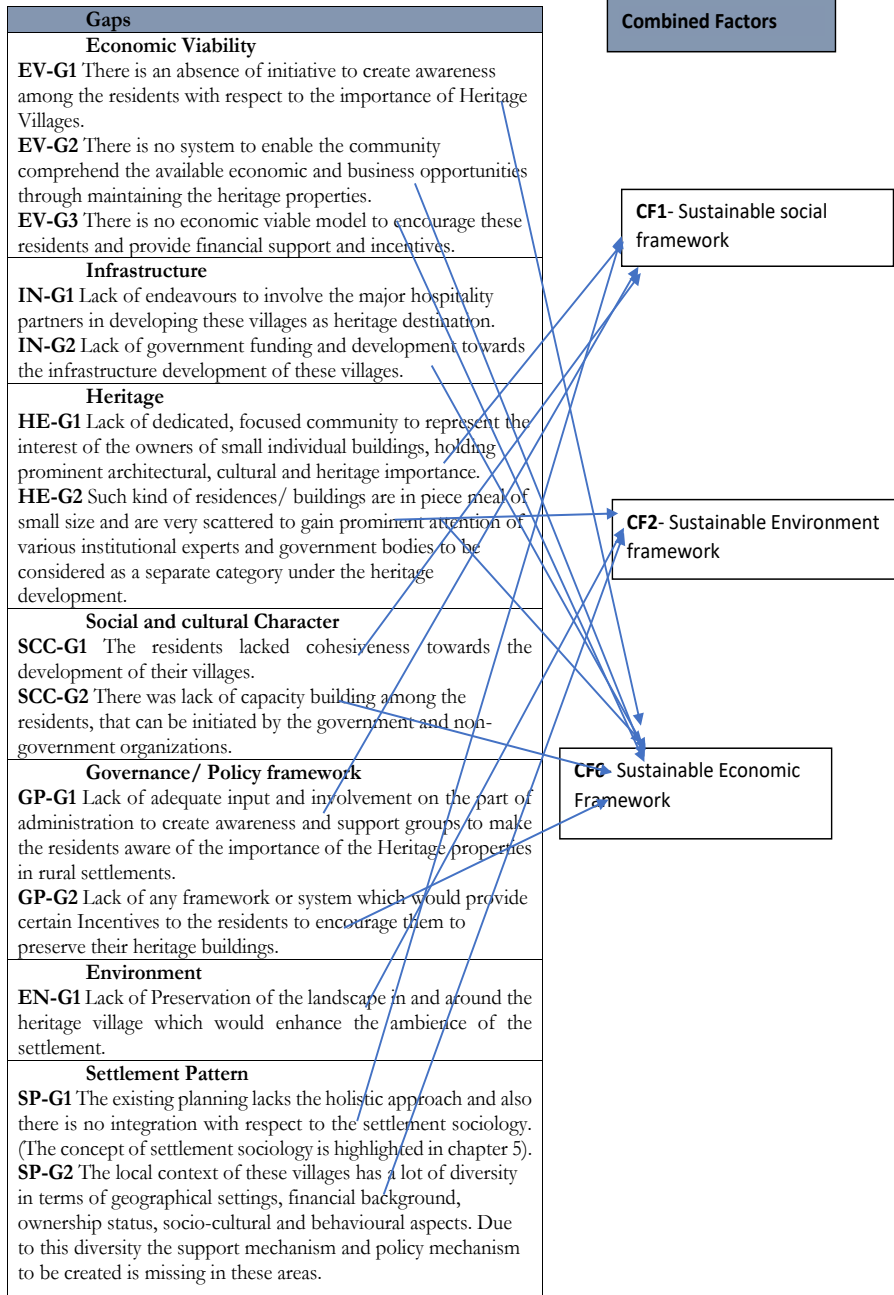 Gaps
Economic Viability
EV-G1 There is an absence of initiative to create awareness
among the residents with respect to the importance of Heritage
Villages.
EV-G2 There is no system to enable the community
comprehend the available economic and business opportunities
through maintaining the heritage properties.
EV-G3 There is no economic viable model to encourage these
residents and provide financial support and incentives.
Infrastructure
IN-G1 Lack of endeavours to involve the major hospitality
partners in developing these villages as heritage destination.
IN-G2 Lack of government funding and development towards
the infrastructure development of these villages.
Heritage
HE-G1 Lack of dedicated, focused community to represent the
interest of the owners of small individual buildings, holding
prominent architectural, cultural and heritage importance.
HE-G2 Such kind of residences/ buildings are in piece meal of
small size and are very scattered to gain prominent attention of
various institutional experts and government bodies to be
considered as a separate category under the heritage
development.
Social and cultural Character
SCC-G1 The residents lacked cohesiveness towards the
development of their villages.
SCC-G2 There was lack of capacity building among the
residents, that can be initiated by the government and non-
government organizations.
Governance/ Policy framework
GP-G1 Lack of adequate input and involvement on the part of
administration to create awareness and support groups to make
the residents aware of the importance of the Heritage properties
in rural settlements.
GP-G2 Lack of any framework or system which would provide
certain Incentives to the residents to encourage them to
preserve their heritage buildings.
Environment
EN-G1 Lack of Preservation of the landscape in and around the
heritage village which would enhance the ambience of the
settlement.
Settlement Pattern
SP-G1 The existing planning lacks the holistic approach and also
there is no integration with respect to the settlement sociology.
(The concept of settlement sociology is highlighted in chapter 5).
SP-G2 The local context of these villages has a lot of diversity
in terms of geographical settings, financial background,
ownership status, socio-cultural and behavioural aspects. Due
to this diversity the support mechanism and policy mechanism
to be created is missing in these areas.
Combined Factors
CF1- Sustainable social
framework
CF2- Sustainable Environment
framework
Sustainable Economic
Framework